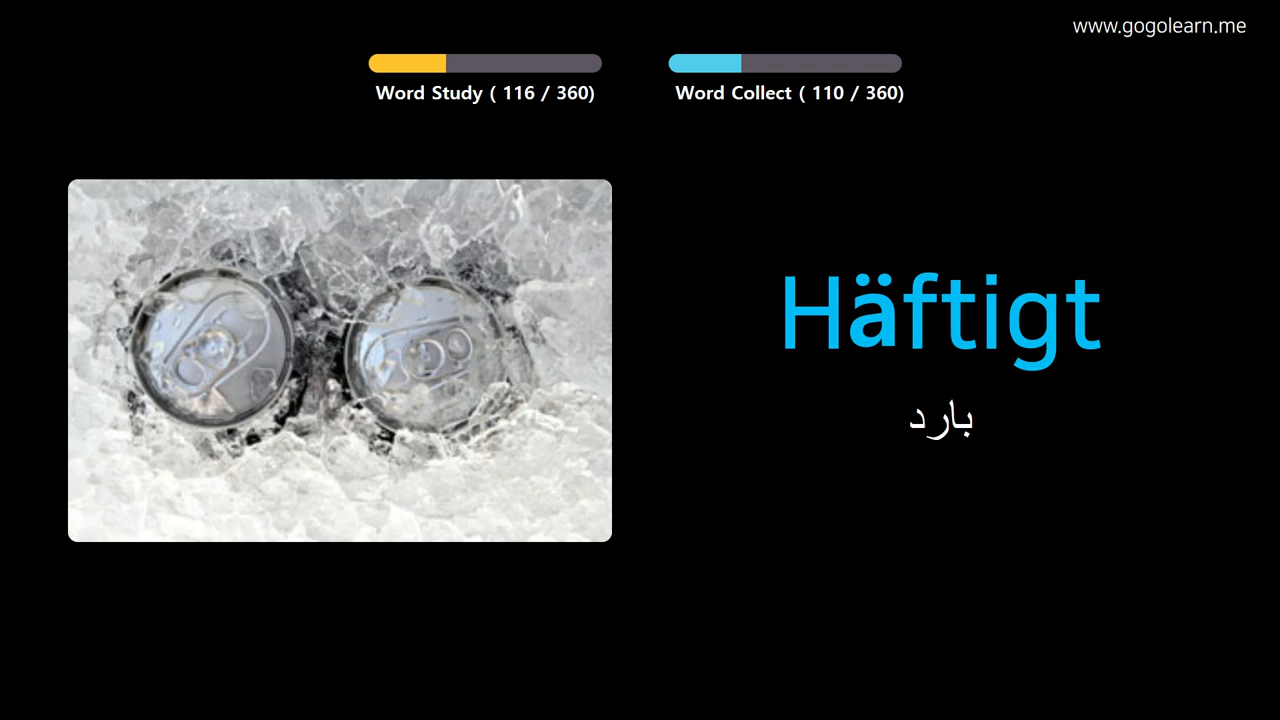 www.gogolearn.me
Word Study ( 116 / 360)
Word Collect ( 110 / 360)
Häftigt
بارد